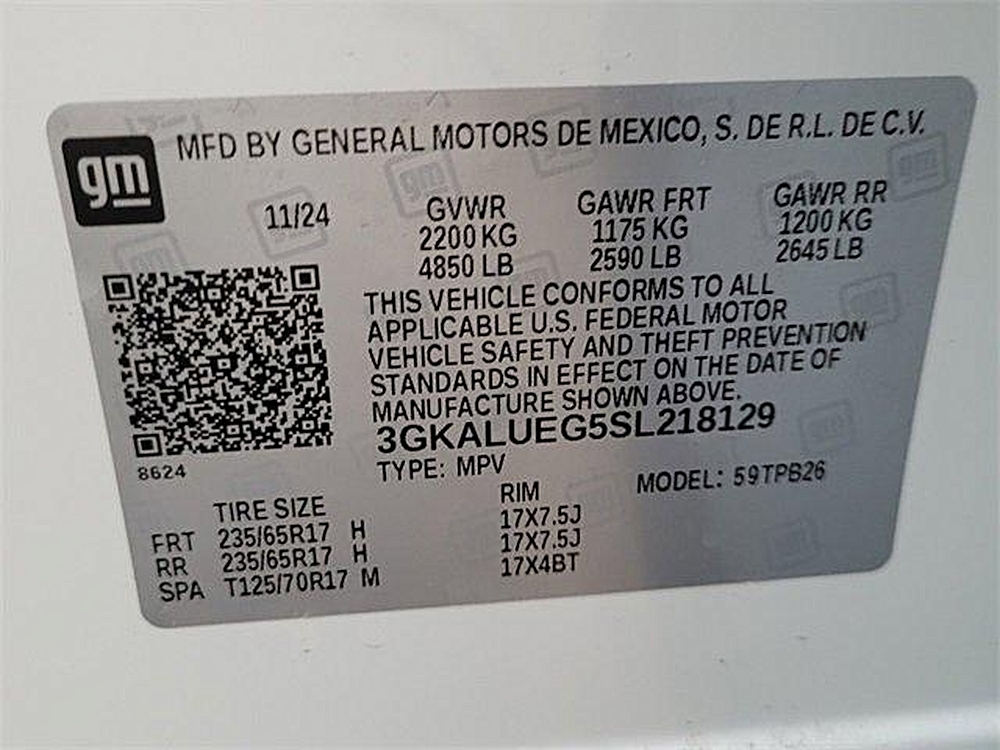 gm
MFD BY GENERAL MOTORS DE MEXICO, S. DE R.L. DE C.V.
11/24 GVWR GAWR FRT GAWR RR
2200 KG 1175 KG 1200 KG
4850 LB 2590 LB 2645 LB
THIS VEHICLE CONFORMS TO ALL
APPLICABLE U.S. FEDERAL MOTOR
VEHICLE SAFETY AND THEFT PREVENTION
STANDARDS IN EFFECT ON THE DATE OF
MANUFACTURE SHOWN ABOVE.
3GKALUEG5SL218129
8624
TYPE: MPV MODEL: 59TPB26
TIRE SIZE RIM
FRT 235/65R17 H 17X7.5J
RR 235/65R17 H 17X7.5J
SPA T125/70R17 M 17X4BT